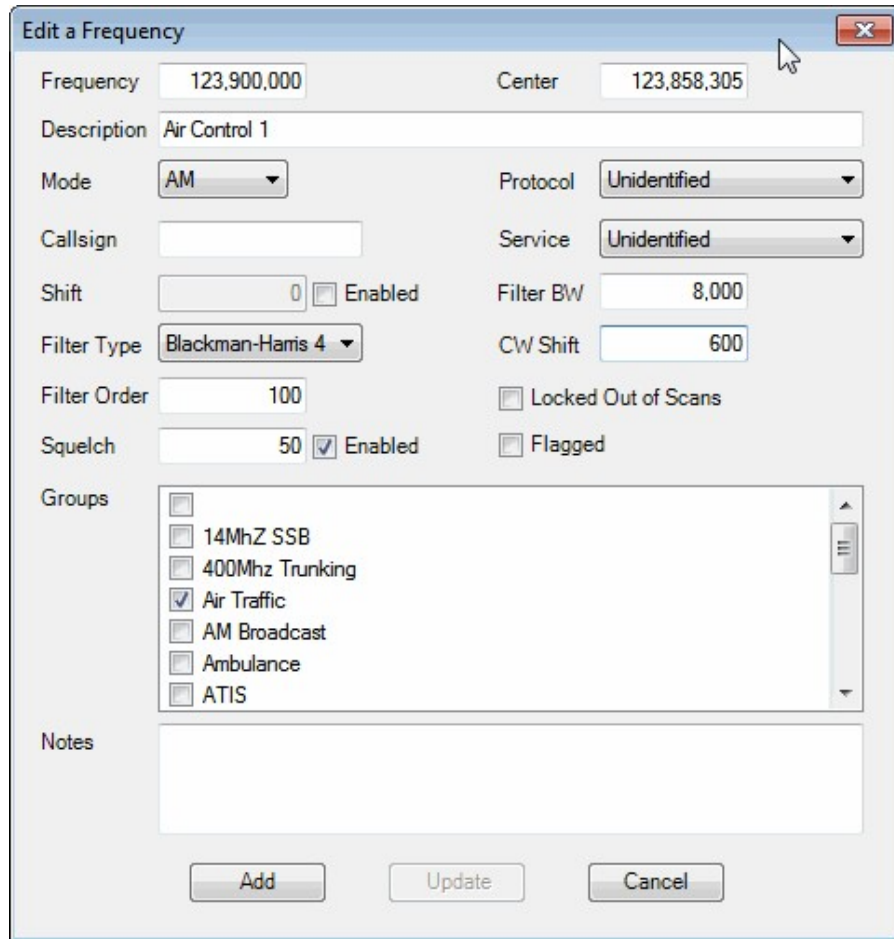 Edit a Frequency
Frequency 123,900,000 Center 123,858,305
Description Air Control 1
Mode AM Protocol Unidentified
Callsign Service Unidentified
Shift 0 Enabled Filter BW 8,000
Filter Type Blackman-Harris 4 CW Shift 600
Filter Order 100 Locked Out of Scans
Squelch 50 Enabled Flagged
Groups
14MhZ SSB
400Mhz Trunking
Air Traffic
AM Broadcast
Ambulance
ATIS
Notes
Add Update Cancel